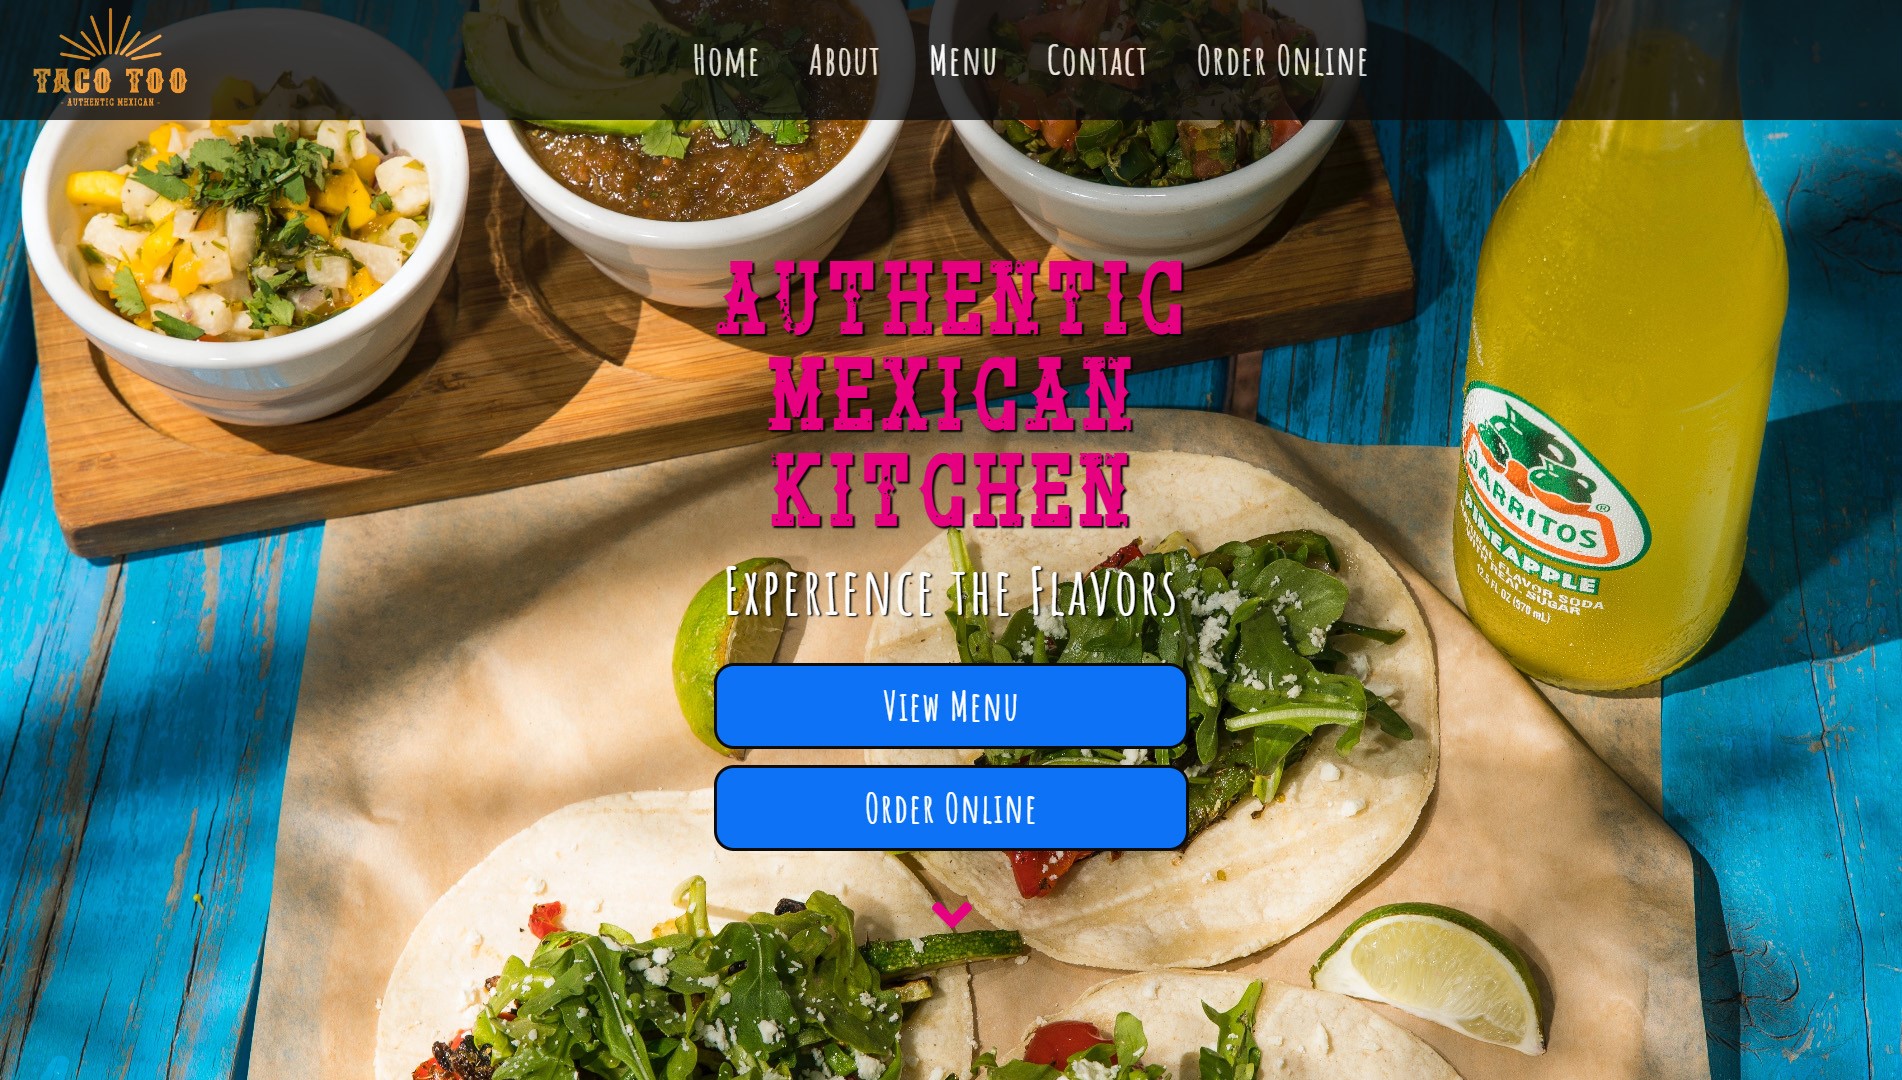 TACO TOO
- AUTHENTIC MEXICAN -
HOME
ABOUT
MENU
CONTACT
ORDER ONLINE
AUTHENTIC
MEXICAN
KITCHEN
EXPERIENCE THE FLAVORS
VIEW MENU
ORDER ONLINE
JARRITOS®
PINEAPPLE
NATURAL FLAVOR SODA
REAL SUGAR
12.5 FL OZ (370 mL)